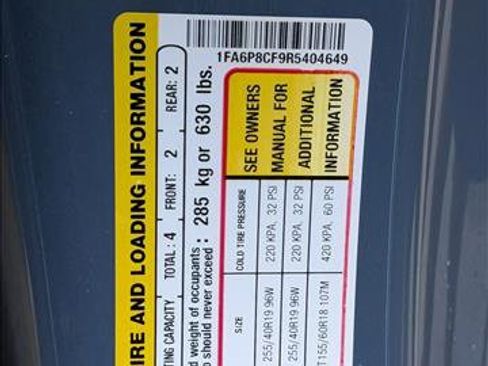 1FA6P8CF9R5404649
IRE AND LOADING INFORMATION
TING CAPACITY TOTAL: 4 FRONT: 2 REAR: 2
d weight of occupants :
o should never exceed : 285 kg or 630 lbs.
SIZE COLD TIRE PRESSURE SEE OWNERS
255/40R19 96W 220 KPA, 32 PSI MANUAL FOR
255/40R19 96W 220 KPA, 32 PSI ADDITIONAL
T155/60R18 107M 420 KPA, 60 PSI INFORMATION